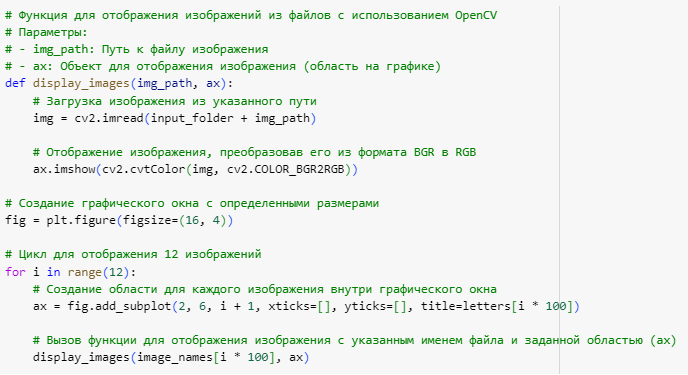 # Функция для отображения изображений из файлов с использованием OpenCV
# Параметры:
# - img_path: Путь к файлу изображения
# - ax: Объект для отображения изображения (область на графике)
def display_images(img_path, ax):
    # Загрузка изображения из указанного пути
    img = cv2.imread(input_folder + img_path)

    # Отображение изображения, преобразовав его из формата BGR в RGB
    ax.imshow(cv2.cvtColor(img, cv2.COLOR_BGR2RGB))

# Создание графического окна с определенными размерами
fig = plt.figure(figsize=(16, 4))

# Цикл для отображения 12 изображений
for i in range(12):
    # Создание области для каждого изображения внутри графического окна
    ax = fig.add_subplot(2, 6, i + 1, xticks=[], yticks=[], title=letters[i * 100])

    # Вызов функции для отображения изображения с указанным именем файла и заданной областью (ax)
    display_images(image_names[i * 100], ax)